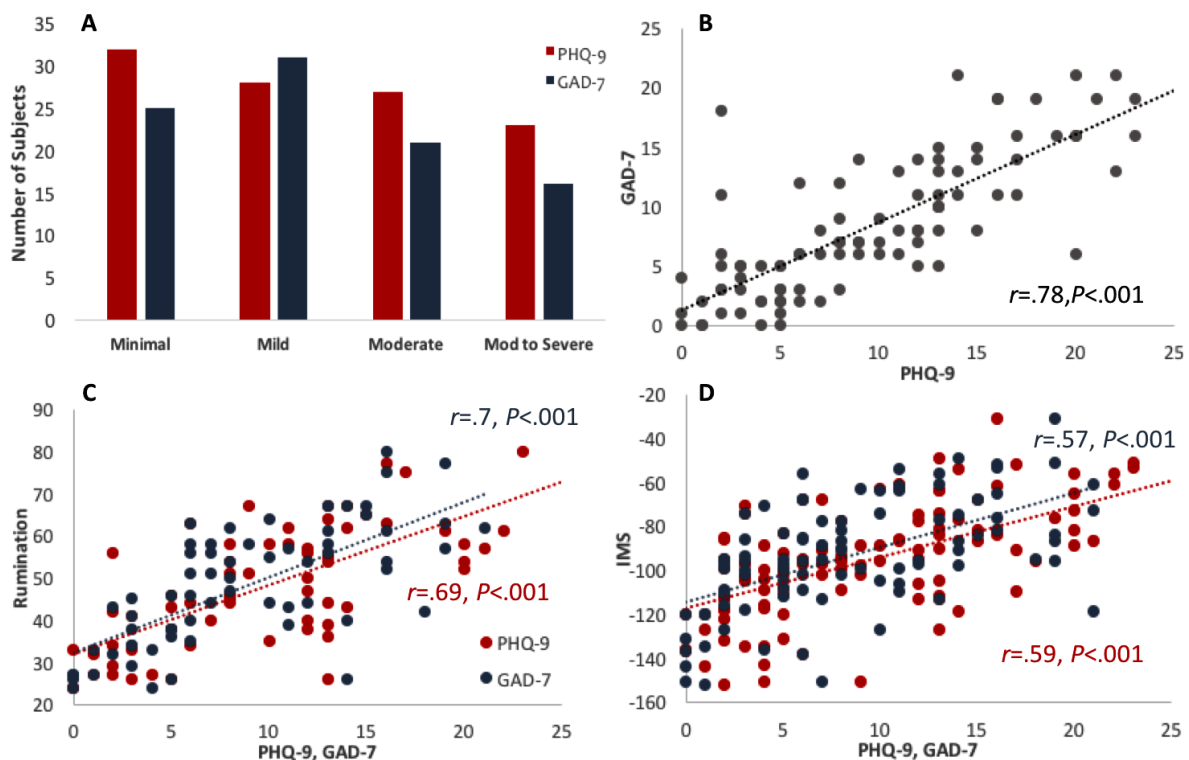 A
35
30
25
20
15
10
5
0
Number of Subjects
PHQ-9
GAD-7
Minimal Mild Moderate Mod to Severe
B
25
20
15
10
5
0
GAD-7
r=.78,P<.001
0 5 10 15 20 25
PHQ-9
C
90
80
70
60
50
40
30
20
Rumination
r=.7, P<.001
r=.69, P<.001
PHQ-9
GAD-7
0 5 10 15 20 25
PHQ-9, GAD-7
D
-20
-40
-60
-80
-100
-120
-140
-160
IMS
r=.57, P<.001
r=.59, P<.001
0 5 10 15 20 25
PHQ-9, GAD-7